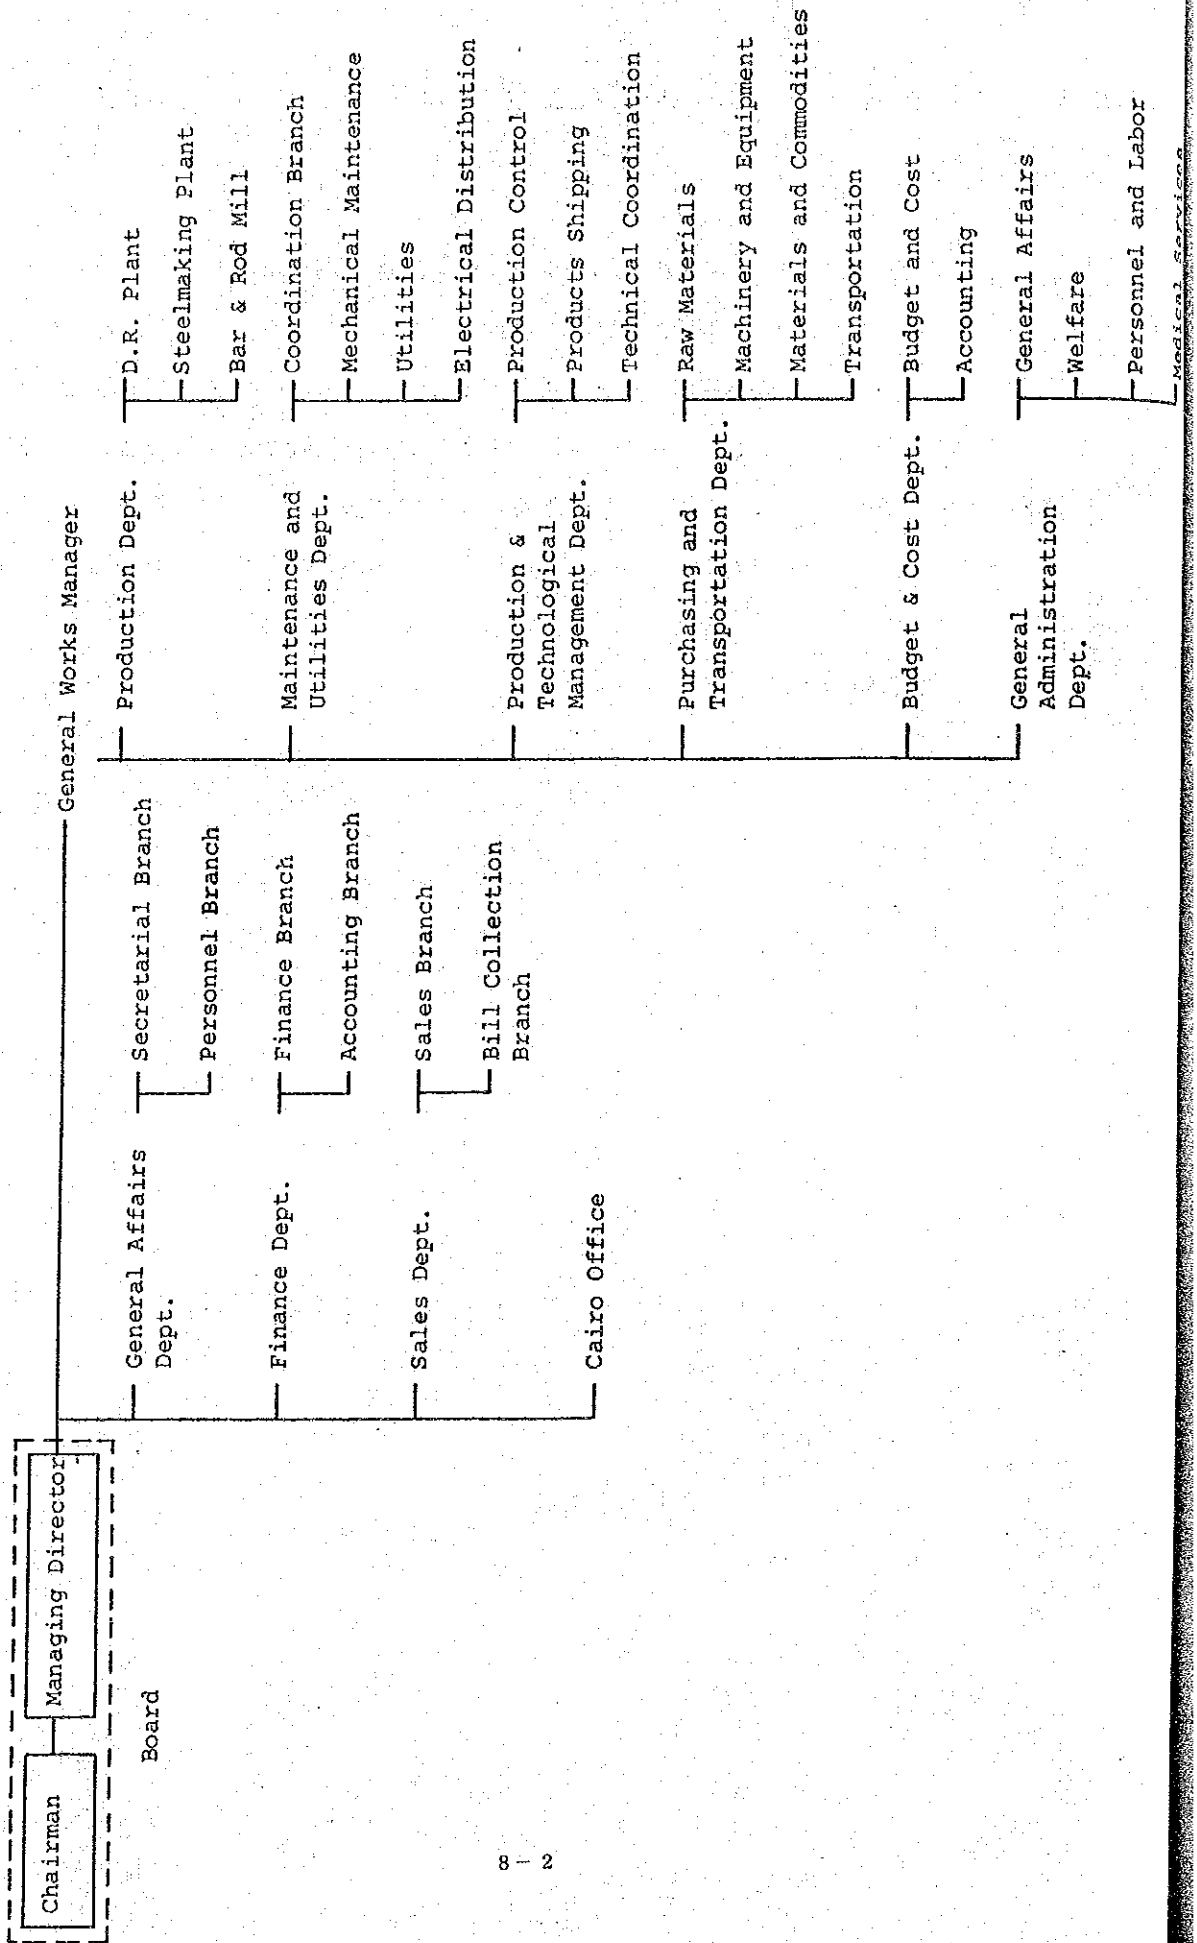 Chairman
Managing Director
Board
General Works Manager
General Affairs
Dept.
Secretarial Branch
Personnel Branch
Finance Dept.
Finance Branch
Accounting Branch
Sales Dept.
Sales Branch
Bill Collection
Branch
Cairo Office
Production Dept.
D.R. Plant
Steelmaking Plant
Bar & Rod Mill
Maintenance and
Utilities Dept.
Coordination Branch
Mechanical Maintenance
Utilities
Electrical Distribution
Production &
Technological
Management Dept.
Production Control
Products Shipping
Technical Coordination
Purchasing and
Transportation Dept.
Raw Materials
Machinery and Equipment
Materials and Commodities
Transportation
Budget & Cost Dept.
Budget and Cost
Accounting
General
Administration
Dept.
General Affairs
Welfare
Personnel and Labor
Medical Services
8 - 2